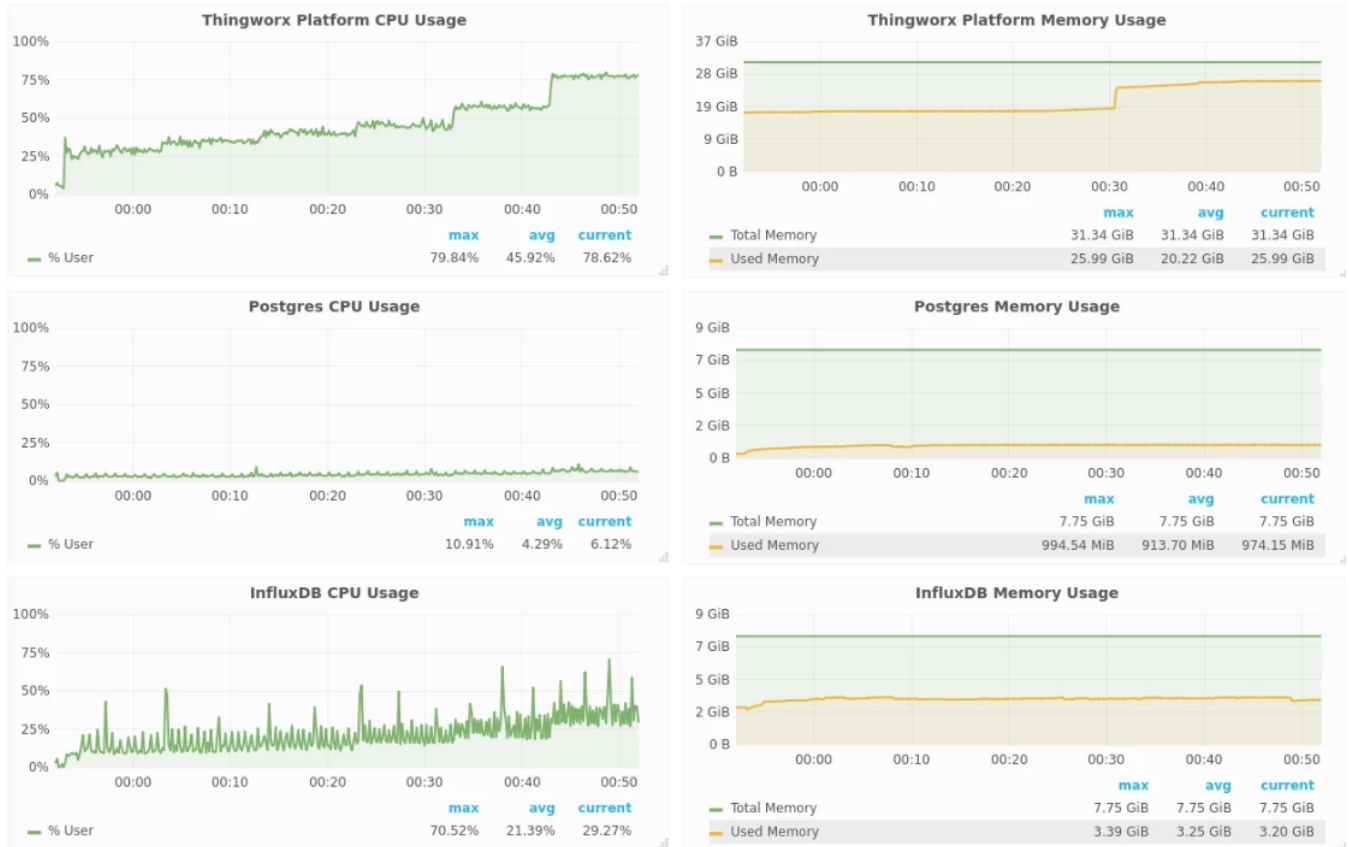 Thingworx Platform CPU Usage
100%
75%
50%
25%
0%
00:00 00:10 00:20 00:30 00:40 00:50
max avg current
% User 79.84% 45.92% 78.62%
Thingworx Platform Memory Usage
37 GiB
28 GiB
19 GiB
9 GiB
0 B
00:00 00:10 00:20 00:30 00:40 00:50
max avg current
Total Memory 31.34 GiB 31.34 GiB 31.34 GiB
Used Memory 25.99 GiB 20.22 GiB 25.99 GiB
Postgres CPU Usage
100%
75%
50%
25%
0%
00:00 00:10 00:20 00:30 00:40 00:50
max avg current
% User 10.91% 4.29% 6.12%
Postgres Memory Usage
9 GiB
7 GiB
5 GiB
2 GiB
0 B
00:00 00:10 00:20 00:30 00:40 00:50
max avg current
Total Memory 7.75 GiB 7.75 GiB 7.75 GiB
Used Memory 994.54 MiB 913.70 MiB 974.15 MiB
InfluxDB CPU Usage
100%
75%
50%
25%
0%
00:00 00:10 00:20 00:30 00:40 00:50
max avg current
% User 70.52% 21.39% 29.27%
InfluxDB Memory Usage
9 GiB
7 GiB
5 GiB
2 GiB
0 B
00:00 00:10 00:20 00:30 00:40 00:50
max avg current
Total Memory 7.75 GiB 7.75 GiB 7.75 GiB
Used Memory 3.39 GiB 3.25 GiB 3.20 GiB